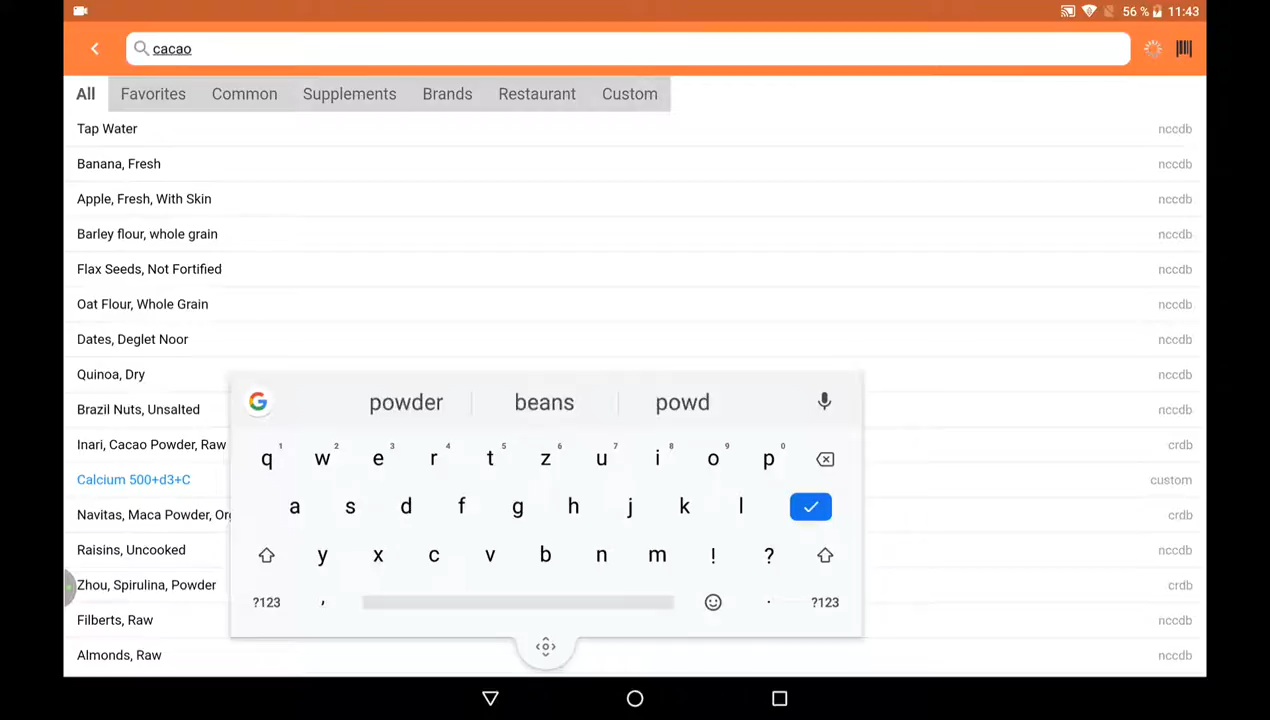 56 % 11:43
cacao
All Favorites Common Supplements Brands Restaurant Custom
Tap Water nccdb
Banana, Fresh nccdb
Apple, Fresh, With Skin nccdb
Barley flour, whole grain nccdb
Flax Seeds, Not Fortified nccdb
Oat Flour, Whole Grain nccdb
Dates, Deglet Noor nccdb
Quinoa, Dry nccdb
Brazil Nuts, Unsalted nccdb
Inari, Cacao Powder, Raw crdb
Calcium 500+d3+C custom
Navitas, Maca Powder, Or crdb
Raisins, Uncooked nccdb
Zhou, Spirulina, Powder crdb
Filberts, Raw nccdb
Almonds, Raw nccdb
powder beans powd
1 2 3 4 5 6 7 8 9 0
q w e r t z u i o p
a s d f g h j k l
y x c v b n m ! ?
?123 , . ?123